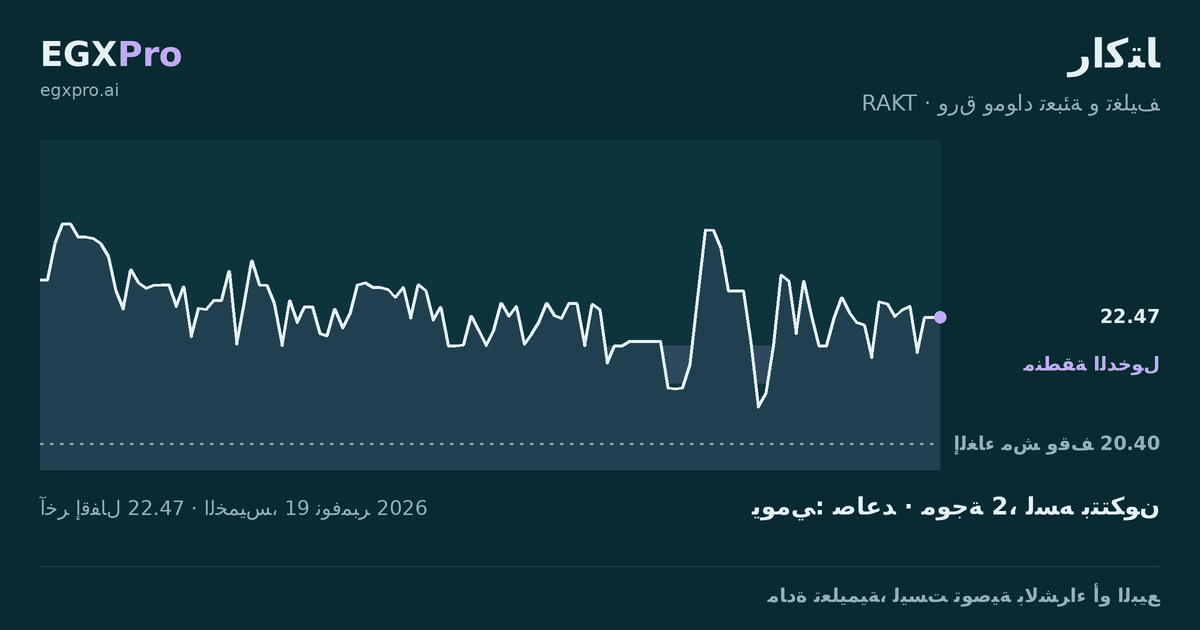 EGXPro
راكتا
egxpro.ai
RAKT · ورق ومواد تعبئة و تغليف
22.47
منطقة الدخول
إلغاء مش وقف 20.40
يومي: صاعد · موجة 2، لسه بتتكون
آخر إقفال 22.47 · الخميس، 19 نوفمبر 2026
مادة تعليمية، ليست توصية بالشراء أو البيع